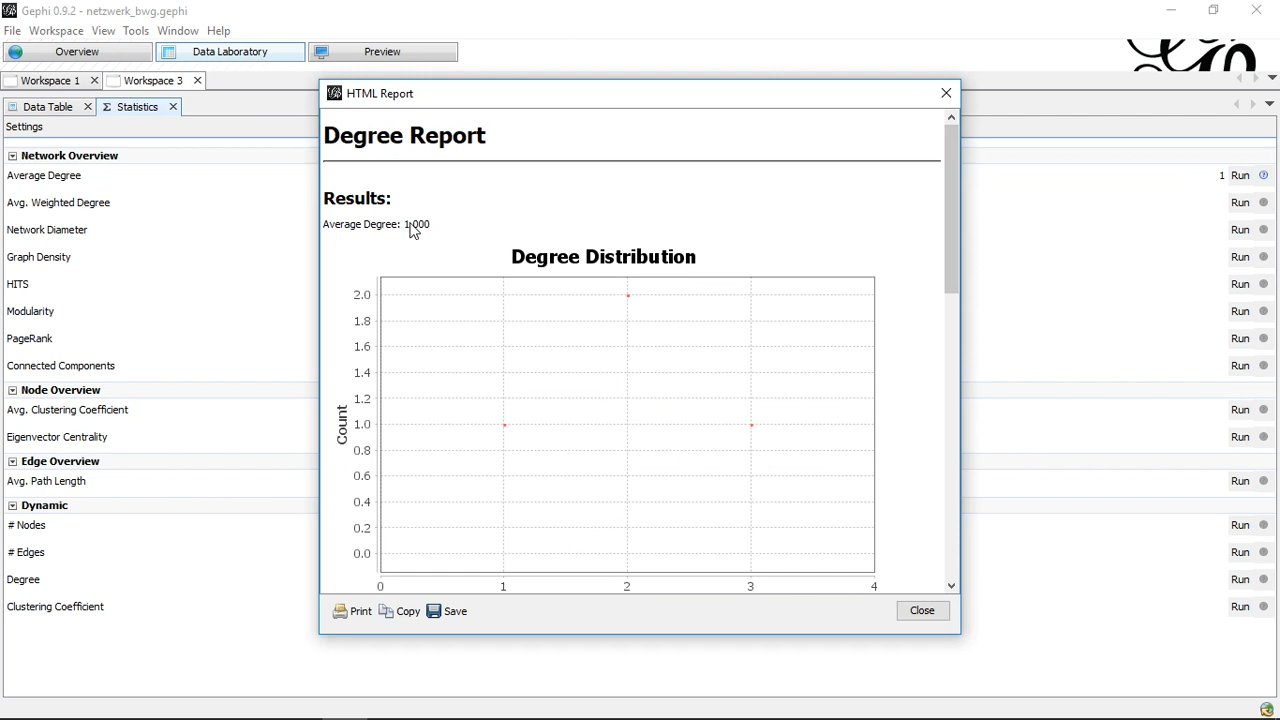 Gephi 0.9.2 - netzwerk_bwg.gephi
File Workspace View Tools Window Help
Overview Data Laboratory Preview
Workspace 1 Workspace 3
Data Table Σ Statistics
Settings
Network Overview
Average Degree 1 Run
Avg. Weighted Degree Run
Network Diameter Run
Graph Density Run
HITS Run
Modularity Run
PageRank Run
Connected Components Run
Node Overview
Avg. Clustering Coefficient Run
Eigenvector Centrality Run
Edge Overview
Avg. Path Length Run
Dynamic
# Nodes Run
# Edges Run
Degree Run
Clustering Coefficient Run
HTML Report
Degree Report
Results:
Average Degree: 1.000
Degree Distribution
2.0
1.8
1.6
1.4
1.2
1.0
0.8
0.6
0.4
0.2
0.0
Count
0 1 2 3 4
Print Copy Save Close